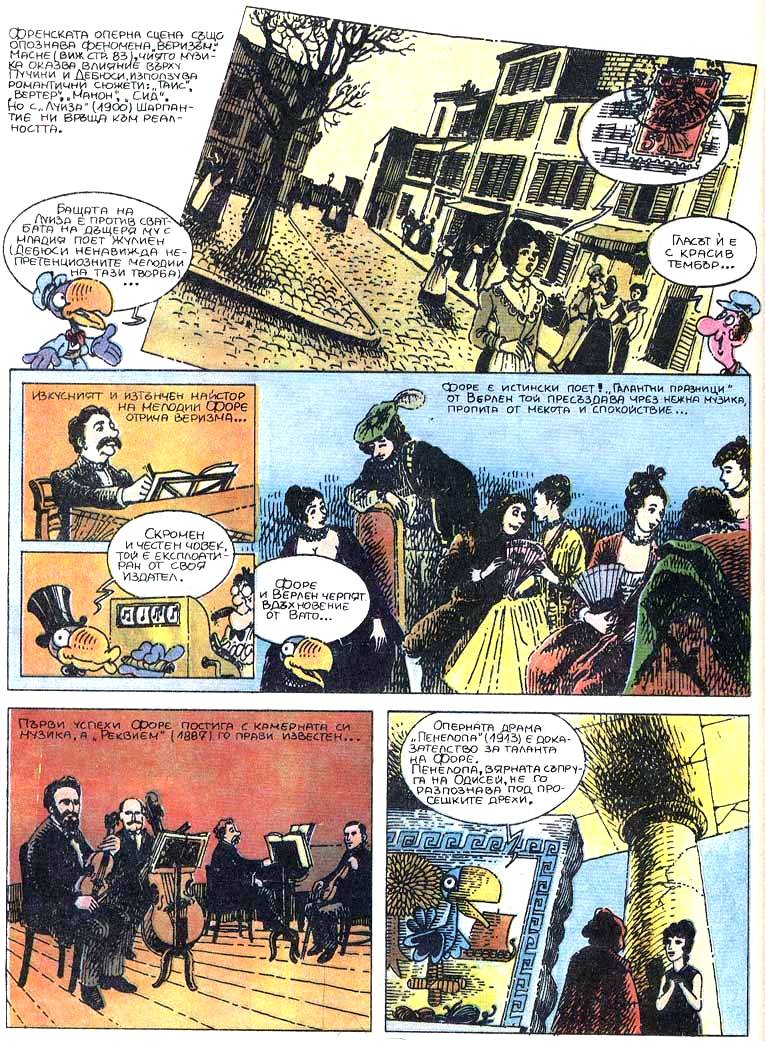 ФРЕНСКАТА ОПЕРНА СЦЕНА СЪЩО
ОПОЗНАВА ФЕНОМЕНА „ВЕРИЗЪМ".
МАСНЕ (ВИЖ СТР. 83), ЧИЯТО МУЗИ-
КА ОКАЗВА ВЛИЯНИЕ ВЪРХУ
ПУЧИНИ И ДЕБЮСИ, ИЗПОЛЗУВА
РОМАНТИЧНИ СЮЖЕТИ: „ТАИС",
„ВЕРТЕР", „МАНОН", „СИД".
НО С „ЛУИЗА" (1900) ШАРПАН-
ТИЕ НИ ВРЪЩА КЪМ РЕАЛ-
НОСТТА.
БАЩАТА НА
ЛУИЗА Е ПРОТИВ СВАТ-
БАТА НА ДЪЩЕРЯ МУ С
МЛАДИЯ ПОЕТ ЖУЛИЕН
(ДЕБЮСИ НЕНАВИЖДА НЕ-
ПРЕТЕНЦИОЗНИТЕ МЕЛОДИИ
НА ТАЗИ ТВОРБА)
...
ГЛАСЪТ Ѝ Е
С КРАСИВ
ТЕМБЪР...
ИЗКУСНИЯТ И ИЗТЪНЧЕН МАЙСТОР
НА МЕЛОДИИ ФОРЕ
ОТРИЧА ВЕРИЗМА...
ФОРЕ Е ИСТИНСКИ ПОЕТ! „ГАЛАНТНИ ПРАЗНИЦИ"
ОТ ВЕРЛЕН ТОЙ ПРЕСЪЗДАВА ЧРЕЗ НЕЖНА МУЗИКА,
ПРОПИТА ОТ МЕКОТА И СПОКОЙСТВИЕ...
СКРОМЕН
И ЧЕСТЕН ЧОВЕК,
ТОЙ Е ЕКСПЛОАТИ-
РАН ОТ СВОЯ
ИЗДАТЕЛ.
ФОРЕ
И ВЕРЛЕН ЧЕРПЯТ
ВДЪХНОВЕНИЕ
ОТ ВАТО...
ПЪРВИ УСПЕХИ ФОРЕ ПОСТИГА С КАМЕРНАТА СИ
МУЗИКА, А „РЕКВИЕМ" (1887) ГО ПРАВИ ИЗВЕСТЕН...
ОПЕРНАТА ДРАМА
„ПЕНЕЛОПА" (1913) Е ДОКА-
ЗАТЕЛСТВО ЗА ТАЛАНТА
НА ФОРЕ.
ПЕНЕЛОПА, ВЯРНАТА СЪПРУ-
ГА НА ОДИСЕЙ, НЕ ГО
РАЗПОЗНАВА ПОД ПРО-
СЕШКИТЕ ДРЕХИ.